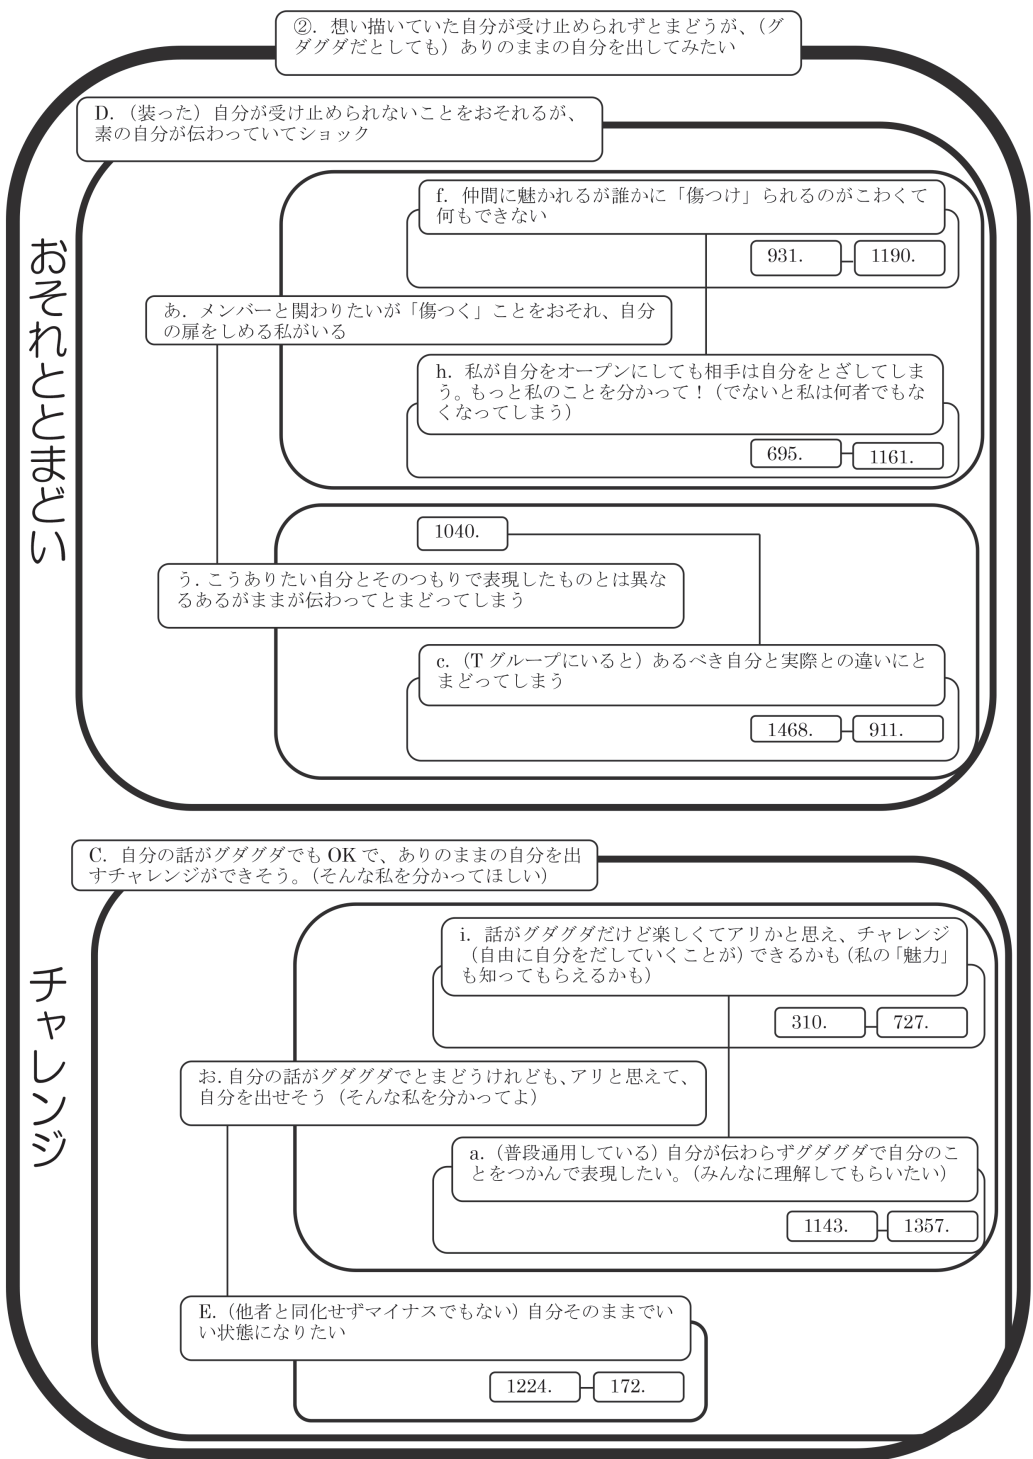 ②．想い描いていた自分が受け止められずとまどうが、（グ
ダグダだとしても）ありのままの自分を出してみたい
D．（装った）自分が受け止められないことをおそれるが、
素の自分が伝わっていてショック
おそれととまどい
f．仲間に魅かれるが誰かに「傷つけ」られるのがこわくて
何もできない
931.
1190.
あ．メンバーと関わりたいが「傷つく」ことをおそれ、自分
の扉をしめる私がいる
h．私が自分をオープンにしても相手は自分をとざしてしま
う。もっと私のことを分かって！（でないと私は何者でもな
くなってしまう）
695.
1161.
1040.
う．こうありたい自分とそのつもりで表現したものとは異な
るあるがままが伝わってとまどってしまう
c．（T グループにいると）あるべき自分と実際との違いにと
まどってしまう
1468.
911.
C．自分の話がグダグダでも OK で、ありのままの自分を出
すチャレンジができそう。（そんな私を分かってほしい）
チャレンジ
i．話がグダグダだけど楽しくてアリかと思え、チャレンジ
（自由に自分をだしていくことが）できるかも（私の「魅力」
も知ってもらえるかも）
310.
727.
お．自分の話がグダグダでとまどうけれども、アリと思えて、
自分を出せそう（そんな私を分かってよ）
a．（普段通用している）自分が伝わらずグダグダで自分のこ
とをつかんで表現したい。（みんなに理解してもらいたい）
1143.
1357.
E．（他者と同化せずマイナスでもない）自分そのままでい
い状態になりたい
1224.
172.